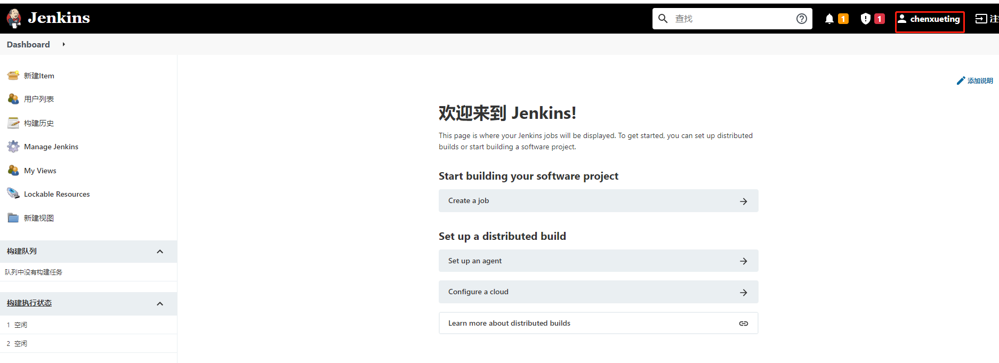 Jenkins
查找
1
1
chenxueting
注
Dashboard
新建Item
用户列表
构建历史
Manage Jenkins
My Views
Lockable Resources
新建视图
构建队列
队列中没有构建任务
构建执行状态
1 空闲
2 空闲
添加说明
欢迎来到 Jenkins!
This page is where your Jenkins jobs will be displayed. To get started, you can set up distributed
builds or start building a software project.
Start building your software project
Create a job
Set up a distributed build
Set up an agent
Configure a cloud
Learn more about distributed builds